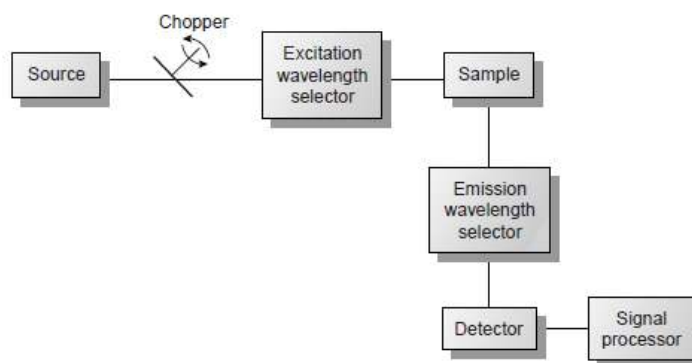 Chopper
Source
Excitation
wavelength
selector
Sample
Emission
wavelength
selector
Detector
Signal
processor